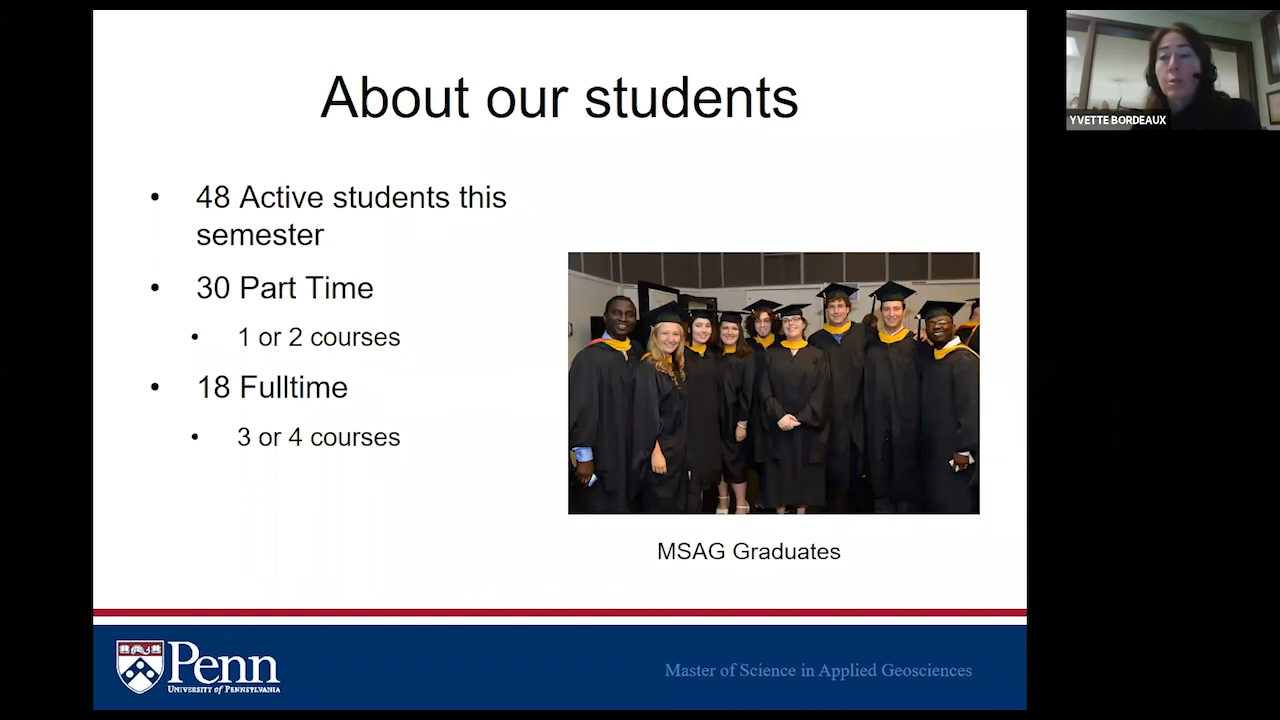 About our students
YVETTE BORDEAUX
• 48 Active students this
semester
• 30 Part Time
• 1 or 2 courses
• 18 Fulltime
• 3 or 4 courses
MSAG Graduates
Penn
UNIVERSITY of PENNSYLVANIA
Master of Science in Applied Geosciences